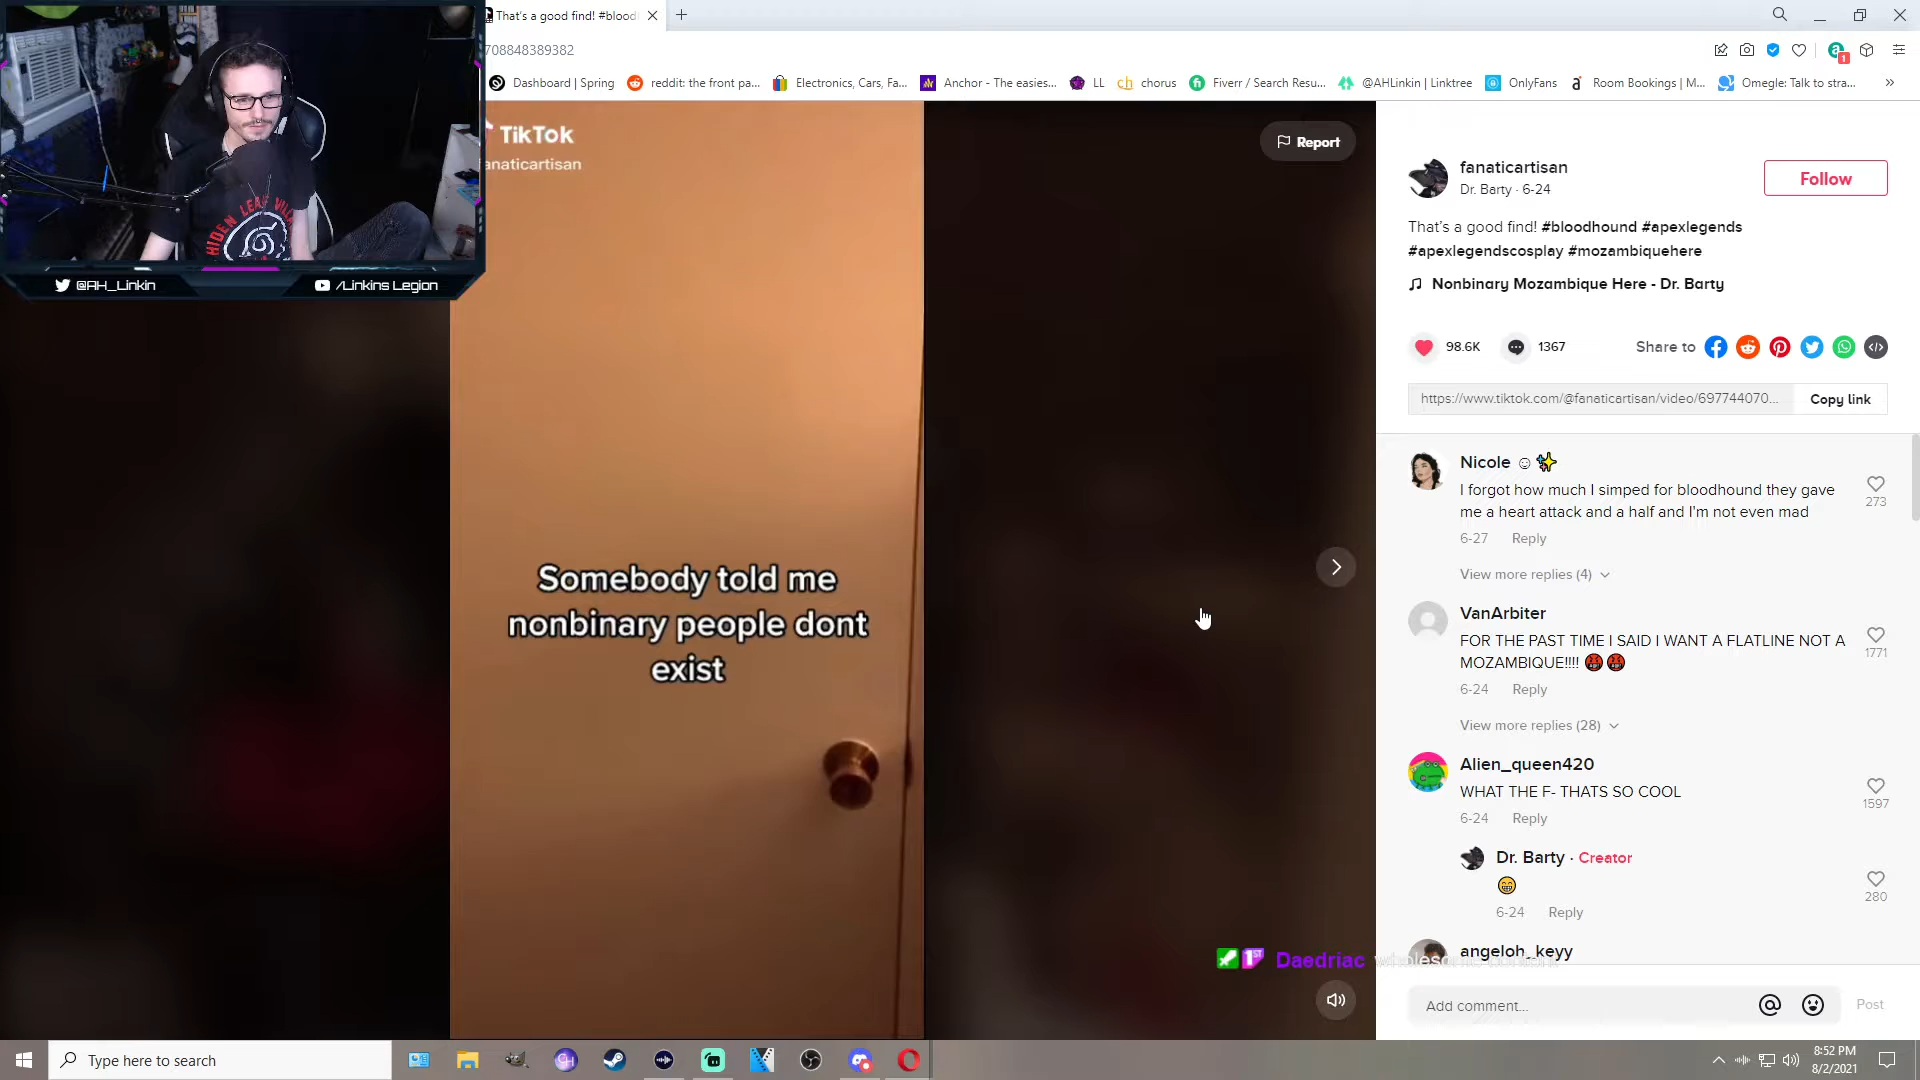 That's a good find! #blood
708848389382
Dashboard | Spring
reddit: the front pa...
Electronics, Cars, Fa...
Anchor - The easies...
LL
chorus
Fiverr / Search Resu...
@AHLinkin | Linktree
OnlyFans
Room Bookings | M...
Omegle: Talk to stra...
HIDDEN LEAF
@AH_Linkin
/Linkins Legion
TikTok
anaticartisan
Report
Somebody told me
nonbinary people dont
exist
fanaticartisan
Dr. Barty · 6-24
Follow
That's a good find! #bloodhound #apexlegends
#apexlegendscosplay #mozambiquehere
Nonbinary Mozambique Here - Dr. Barty
98.6K
1367
Share to
https://www.tiktok.com/@fanaticartisan/video/697744070...
Copy link
Nicole ☺✨
I forgot how much I simped for bloodhound they gave
me a heart attack and a half and I'm not even mad
273
6-27 Reply
View more replies (4)
VanArbiter
FOR THE PAST TIME I SAID I WANT A FLATLINE NOT A
MOZAMBIQUE!!!! 🤬🤬
1771
6-24 Reply
View more replies (28)
Alien_queen420
WHAT THE F- THATS SO COOL
1597
6-24 Reply
Dr. Barty · Creator
😁
280
6-24 Reply
angeloh_keyy
1ST Daedriac
Add comment...
Post
Type here to search
8:52 PM
8/2/2021